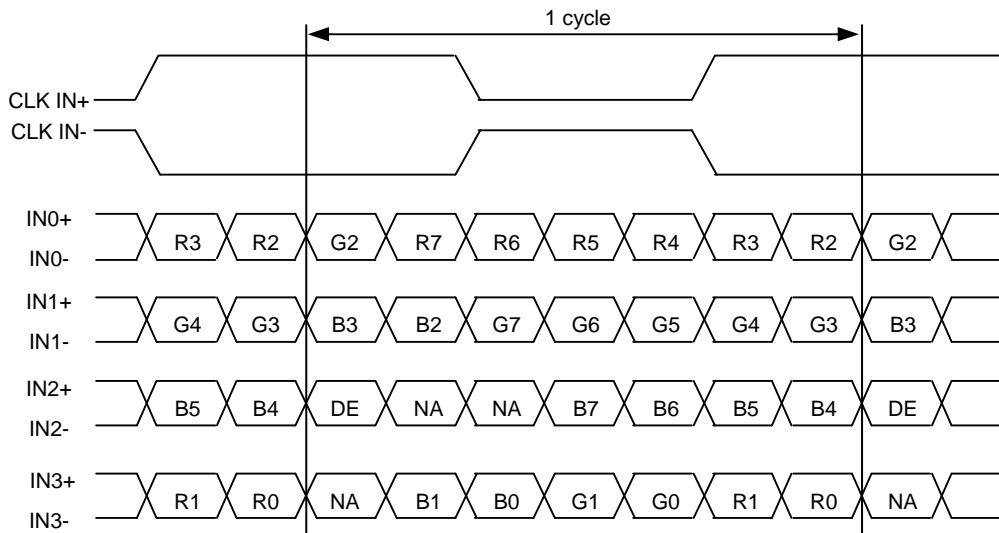 1 cycle
CLK IN+
CLK IN-
IN0+
R3 R2 G2 R7 R6 R5 R4 R3 R2 G2
IN0-
IN1+
G4 G3 B3 B2 G7 G6 G5 G4 G3 B3
IN1-
IN2+
B5 B4 DE NA NA B7 B6 B5 B4 DE
IN2-
IN3+
R1 R0 NA B1 B0 G1 G0 R1 R0 NA
IN3-